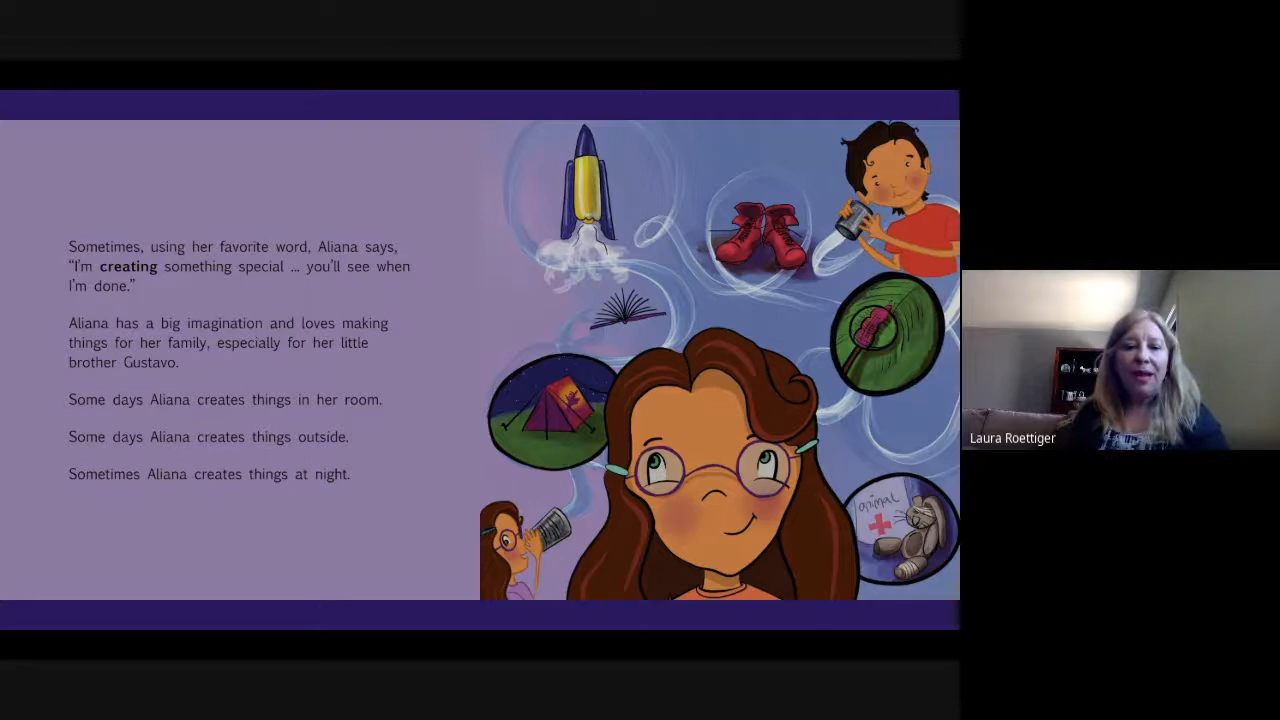 Sometimes, using her favorite word, Aliana says,
“I’m creating something special ... you’ll see when
I’m done.”
Aliana has a big imagination and loves making
things for her family, especially for her little
brother Gustavo.
Some days Aliana creates things in her room.
Some days Aliana creates things outside.
Sometimes Aliana creates things at night.
animal
Laura Roettiger